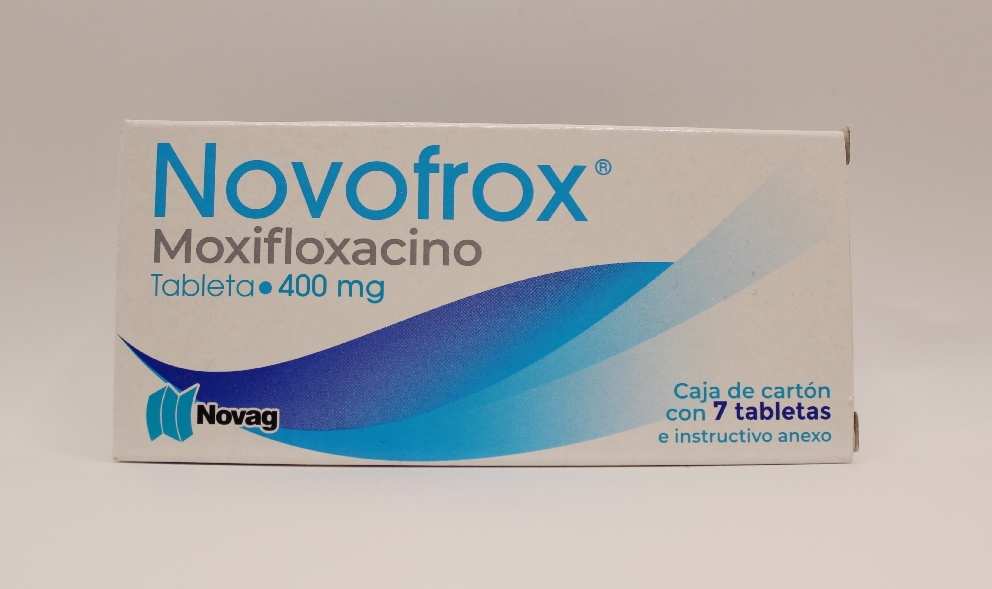 Novofrox®
Moxifloxacino
Tableta • 400 mg
Novag
Caja de cartón
con 7 tabletas
e instructivo anexo